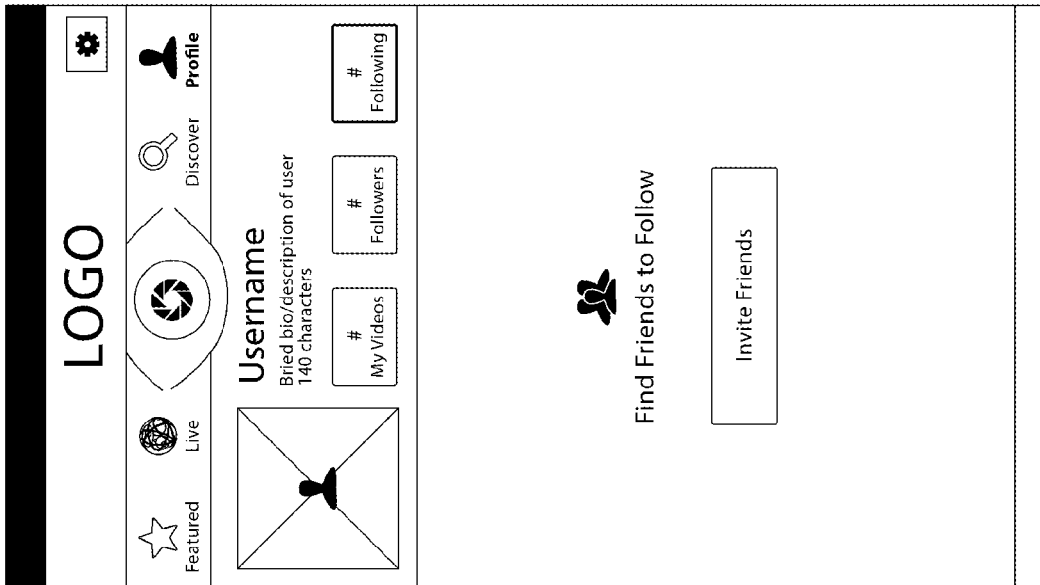 LOGO
Featured
Live
Discover
Profile
Username
Bried bio/description of user
140 characters
#
My Videos
#
Followers
#
Following
Find Friends to Follow
Invite Friends